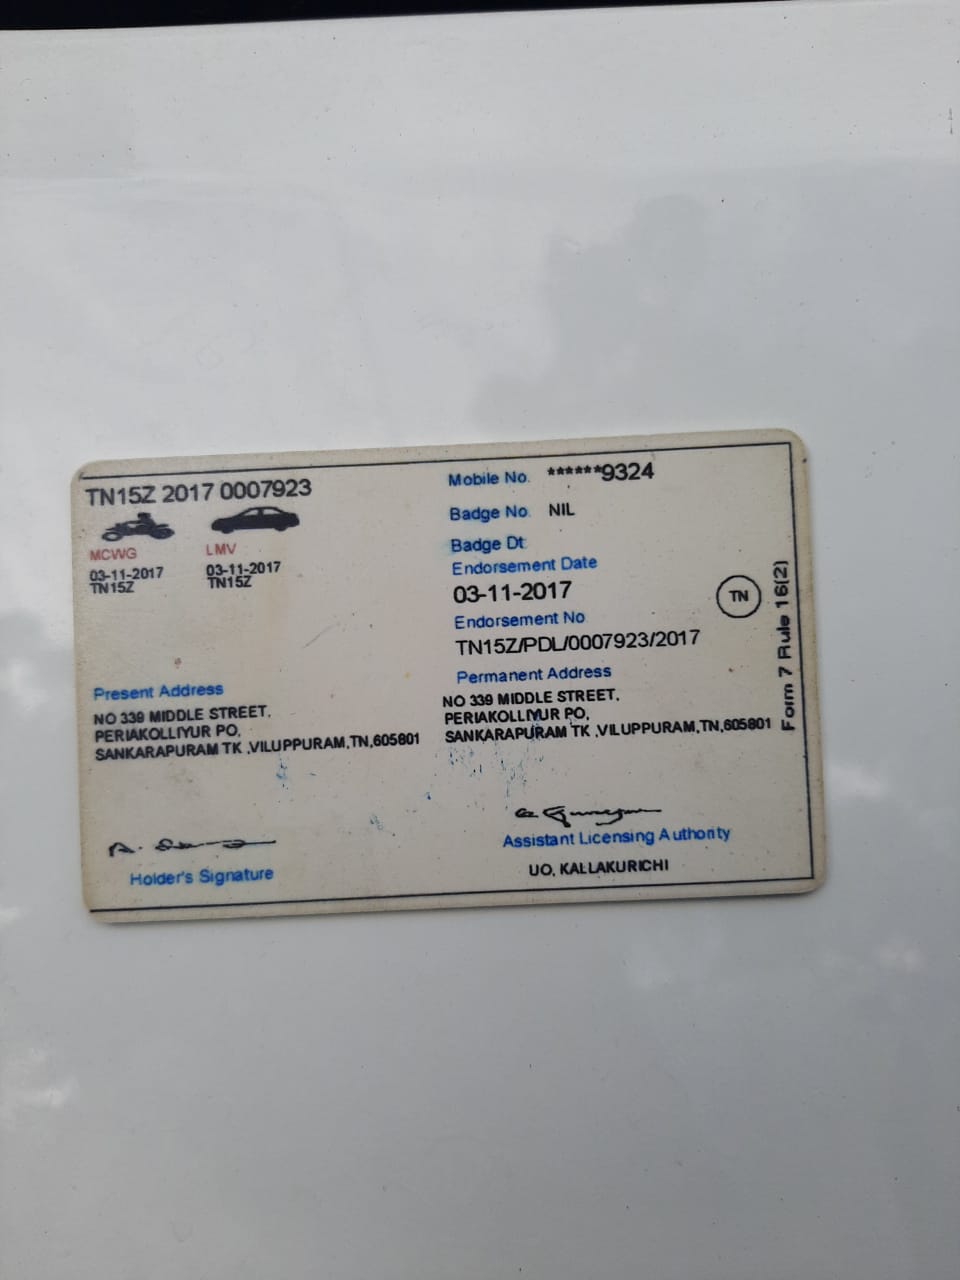 TN15Z 2017 0007923
MCWG LMV
03-11-2017 03-11-2017
TN15Z TN15Z
Present Address
NO 339 MIDDLE STREET,
PERIAKOLLIYUR PO,
SANKARAPURAM TK ,VILUPPURAM,TN,605801
Holder's Signature
Mobile No. ******9324
Badge No NIL
Badge Dt
Endorsement Date
03-11-2017
Endorsement No
TN15Z/PDL/0007923/2017
Permanent Address
NO 339 MIDDLE STREET,
PERIAKOLLIYUR PO,
SANKARAPURAM TK ,VILUPPURAM,TN,605801
Assistant Licensing Authority
UO, KALLAKURICHI
TN
Form 7 Rule 16(2)